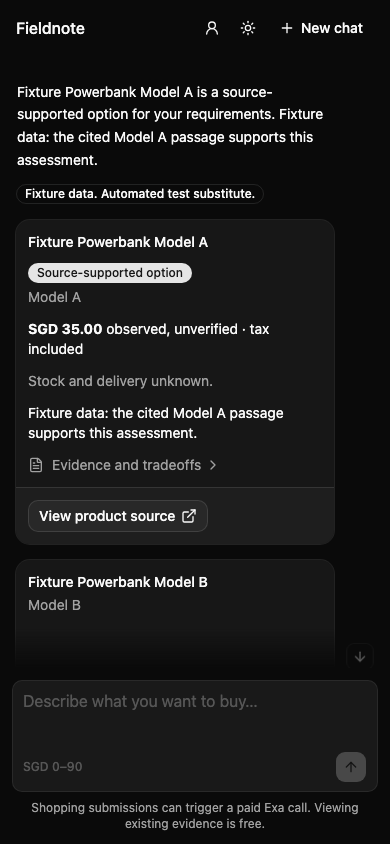 Fieldnote
New chat
Fixture Powerbank Model A is a source-
supported option for your requirements. Fixture
data: the cited Model A passage supports this
assessment.
Fixture data. Automated test substitute.
Fixture Powerbank Model A
Source-supported option
Model A
SGD 35.00 observed, unverified · tax
included
Stock and delivery unknown.
Fixture data: the cited Model A passage
supports this assessment.
Evidence and tradeoffs
View product source
Fixture Powerbank Model B
Model B
Describe what you want to buy...
SGD 0–90
Shopping submissions can trigger a paid Exa call. Viewing
existing evidence is free.